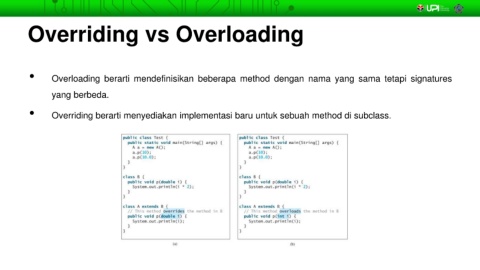 UPI
Overriding vs Overloading
• Overloading berarti mendefinisikan beberapa method dengan nama yang sama tetapi signatures
yang berbeda.
• Overriding berarti menyediakan implementasi baru untuk sebuah method di subclass.
public class Test {
public static void main(String[] args) {
A a = new A();
a.p(10);
a.p(10.0);
}
}
class B {
public void p(double i) {
System.out.println(i * 2);
}
}
class A extends B {
// This method overrides the method in B
public void p(double i) {
System.out.println(i);
}
}
(a)
public class Test {
public static void main(String[] args) {
A a = new A();
a.p(10);
a.p(10.0);
}
}
class B {
public void p(double i) {
System.out.println(i * 2);
}
}
class A extends B {
// This method overloads the method in B
public void p(int i) {
System.out.println(i);
}
}
(b)